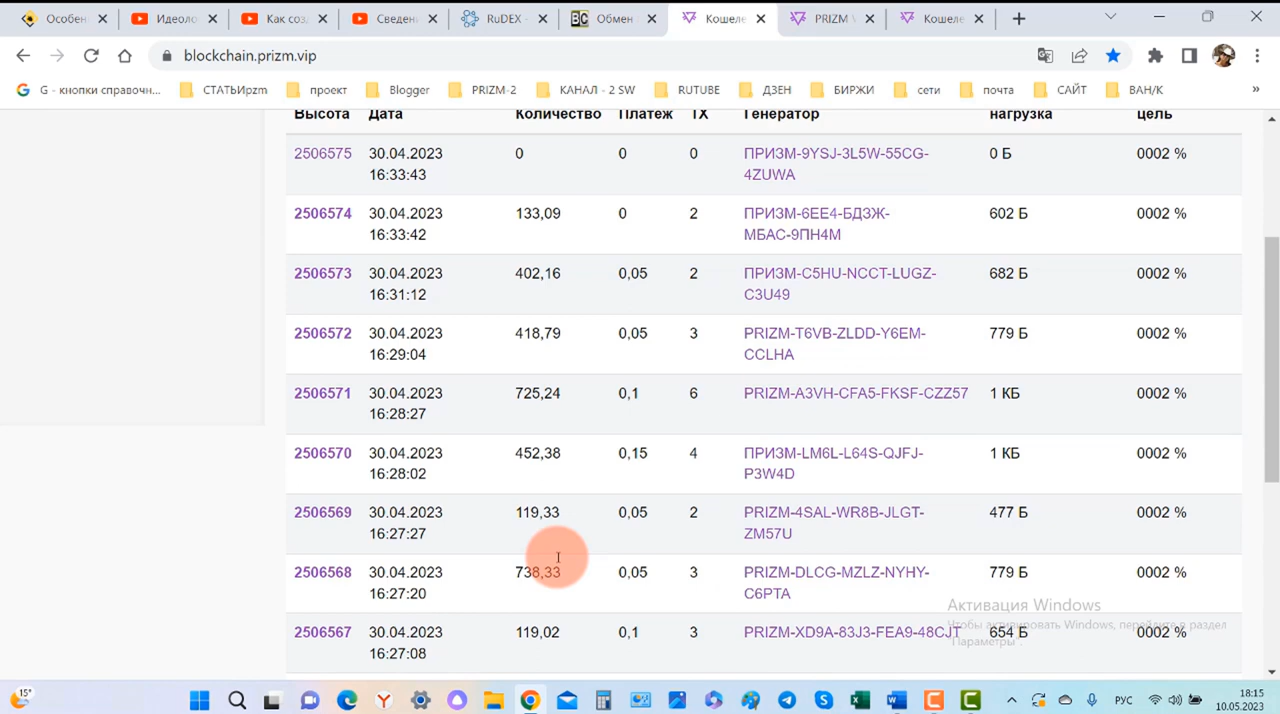 Особен Идеоло Как соз Сведен RuDEX - Обмен Кошеле PRIZM Кошеле
blockchain.prizm.vip
G - кнопки справочн... СТАТЬИpzm проект Blogger PRIZM-2 КАНАЛ - 2 SW RUTUBE ДЗЕН БИРЖИ сети почта САЙТ ВАН/К »
Высота Дата Количество Платеж ТХ Генератор нагрузка цель
2506575 30.04.2023 0 0 0 ПРИЗМ-9YSJ-3L5W-55CG- 0 Б 0002 %
16:33:43 4ZUWA
2506574 30.04.2023 133,09 0 2 ПРИЗМ-6EE4-БДЗЖ- 602 Б 0002 %
16:33:42 МБАС-9ПН4М
2506573 30.04.2023 402,16 0,05 2 ПРИЗМ-C5HU-NCCT-LUGZ- 682 Б 0002 %
16:31:12 C3U49
2506572 30.04.2023 418,79 0,05 3 PRIZM-T6VB-ZLDD-Y6EM- 779 Б 0002 %
16:29:04 CCLHA
2506571 30.04.2023 725,24 0,1 6 PRIZM-A3VH-CFA5-FKSF-CZZ57 1 КБ 0002 %
16:28:27
2506570 30.04.2023 452,38 0,15 4 ПРИЗМ-LM6L-L64S-QJFJ- 1 КБ 0002 %
16:28:02 P3W4D
2506569 30.04.2023 119,33 0,05 2 PRIZM-4SAL-WR8B-JLGT- 477 Б 0002 %
16:27:27 ZM57U
2506568 30.04.2023 738,33 0,05 3 PRIZM-DLCG-MZLZ-NYHY- 779 Б 0002 %
16:27:20 C6PTA
Активация Windows
Чтобы активировать Windows, перейдите в раздел
"Параметры".
2506567 30.04.2023 119,02 0,1 3 PRIZM-XD9A-83J3-FEA9-48CJT 654 Б 0002 %
16:27:08
15° РУС 18:15
10.05.2023